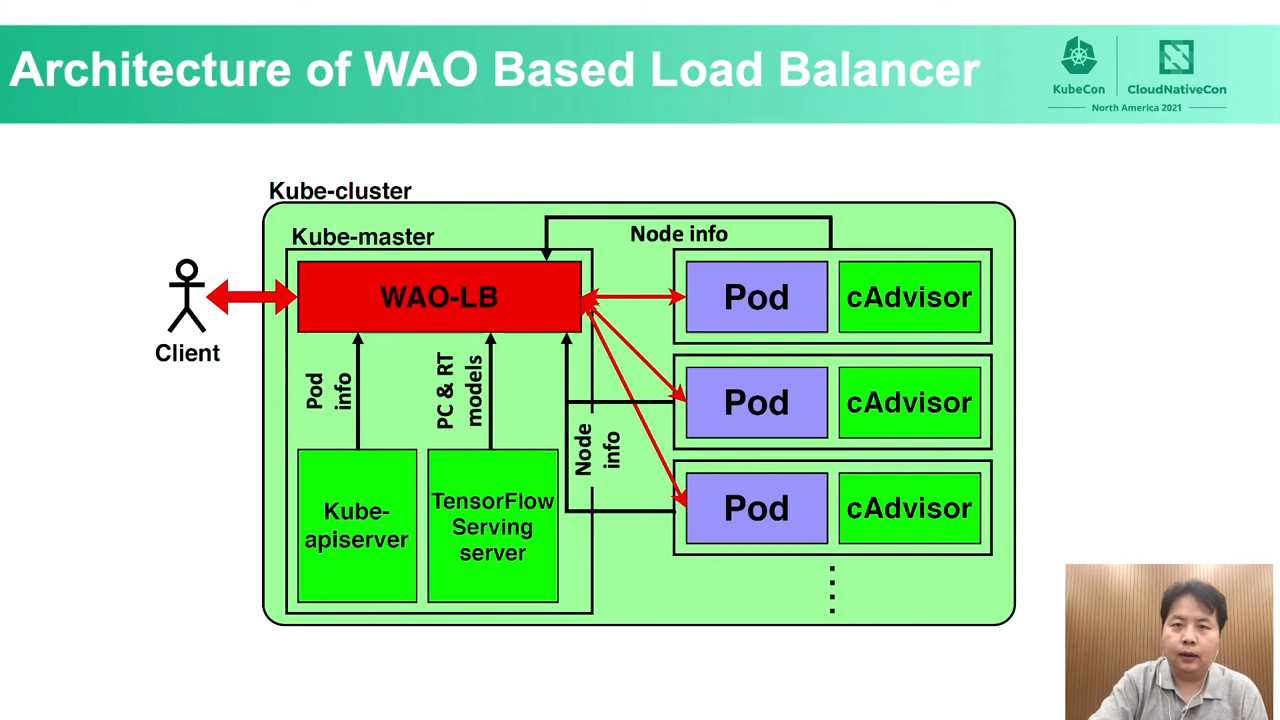 Architecture of WAO Based Load Balancer
KubeCon
CloudNativeCon
North America 2021
Kube-cluster
Kube-master
Node info
WAO-LB
Pod
cAdvisor
Client
Pod
info
PC & RT
models
Node
info
Pod
cAdvisor
Kube-
apiserver
TensorFlow
Serving
server
Pod
cAdvisor